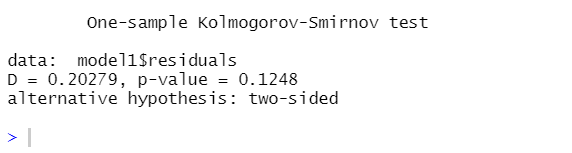 One-sample Kolmogorov-Smirnov test
data:  model1$residuals
D = 0.20279, p-value = 0.1248
alternative hypothesis: two-sided
>